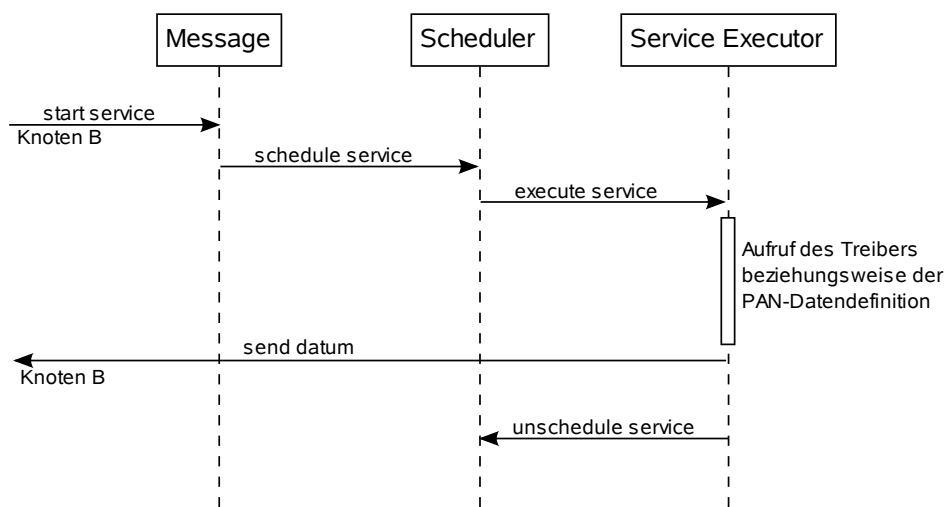 Message
Scheduler
Service Executor
start service
Knoten B
schedule service
execute service
Aufruf des Treibers
beziehungsweise der
PAN-Datendefinition
send datum
Knoten B
unschedule service